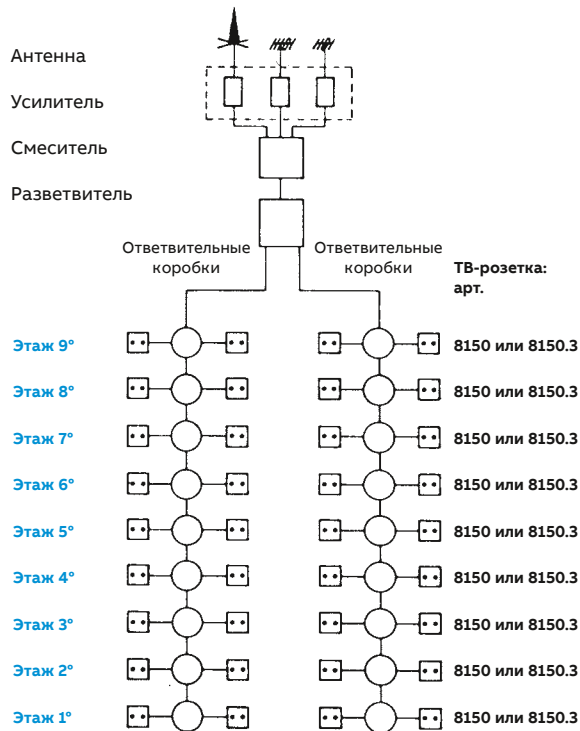 Антенна
Усилитель
Смеситель
Разветвитель
Ответвительные
коробки
Ответвительные
коробки
ТВ-розетка:
арт.
Этаж 9° 8150 или 8150.3
Этаж 8° 8150 или 8150.3
Этаж 7° 8150 или 8150.3
Этаж 6° 8150 или 8150.3
Этаж 5° 8150 или 8150.3
Этаж 4° 8150 или 8150.3
Этаж 3° 8150 или 8150.3
Этаж 2° 8150 или 8150.3
Этаж 1° 8150 или 8150.3